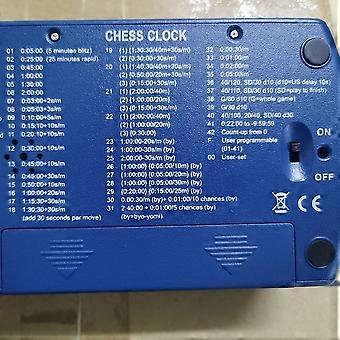 CHESS CLOCK
01 0:05:00 (5 minutes blitz)
02 0:25:00 (25 minutes rapid)
03 0:30:00
04 1:00:00
05 1:30:00
06 2:00:00
07 0:03:00+2s/m
08 0:05:03+3s/m
09 0:10:00+5s/m
10 0:15:10+10s/m
11 0:20:10+10s/m
12 0:30:00+10s/m
13 0:45:00+10s/m
14 0:45:00+10s/m
15 0:50:00+10s/m
16 1:00:00+20s/m
17 1:30:00+30s/m
18 1:30:30+30s/m
(add 30 seconds per move)
19 (1) {1:30:30/40m+30s/m}
(2) {0:15:00+30s/m}
20 (1) {1:40:30/40m+30s/m}
(2) {0:50:00/20m+30s/m}
(3) {0:15:00+30s/m}
21 (1) {2:00:00/40m}
(2) {1:00:00/20m}
22 (1) {2:00:00/40m}
(2) {1:00:00/20m}
(3) {0:30:00}
23 1:00:00-20s/m (by)
24 1:00:00-30s/m (by)
25 2:00:00-30s/m (by)
26 {1:00:00} {0:05:00/10m} (by)
27 {1:00:00} {0:05:00/15m} (by)
28 {1:00:00} {0:05:00/20m} (by)
29 {0:20:00} {0:15:00/20m} (by)
30 0:00.30/m (by) + 0:01:00/10 chances
31 2:40:00 + 0:01:00/5 chances (by)
(by=byo-yomi)
32 0:00.30/m
33 0:01:00/m
34 0:02:00/m
35 0:05:00/m
36 40/120, SD/30 d10 (d10=US delay 10s)
37 40/110, SD/30 d10 (SD=play to finish)
38 G/60 d10 (G=whole game)
39 G/30 d10
40 40/100, 20/40, SD/40 d30
41 0:22:00 to -9:59:59
42 Count-up from 0
F User programmable
(01-41)
00 User-set
ON
OFF